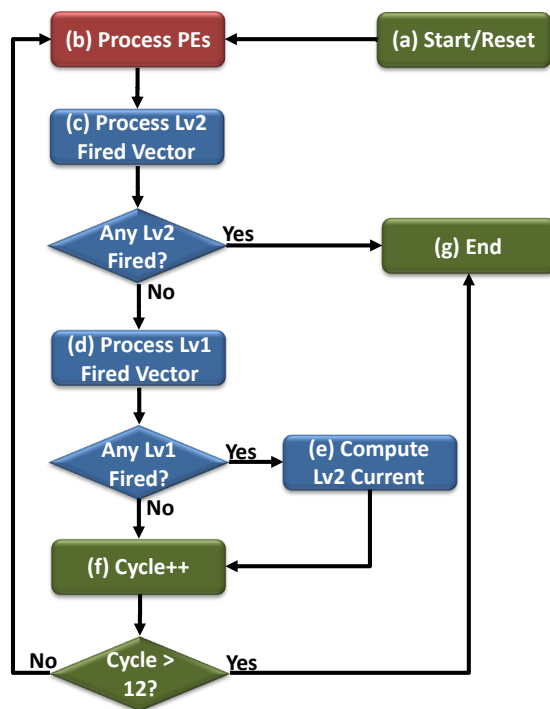 (b) Process PEs
(a) Start/Reset
(c) Process Lv2
Fired Vector
Any Lv2
Fired?
Yes
(g) End
No
(d) Process Lv1
Fired Vector
Any Lv1
Fired?
Yes
(e) Compute
Lv2 Current
No
(f) Cycle++
Cycle >
12?
No
Yes